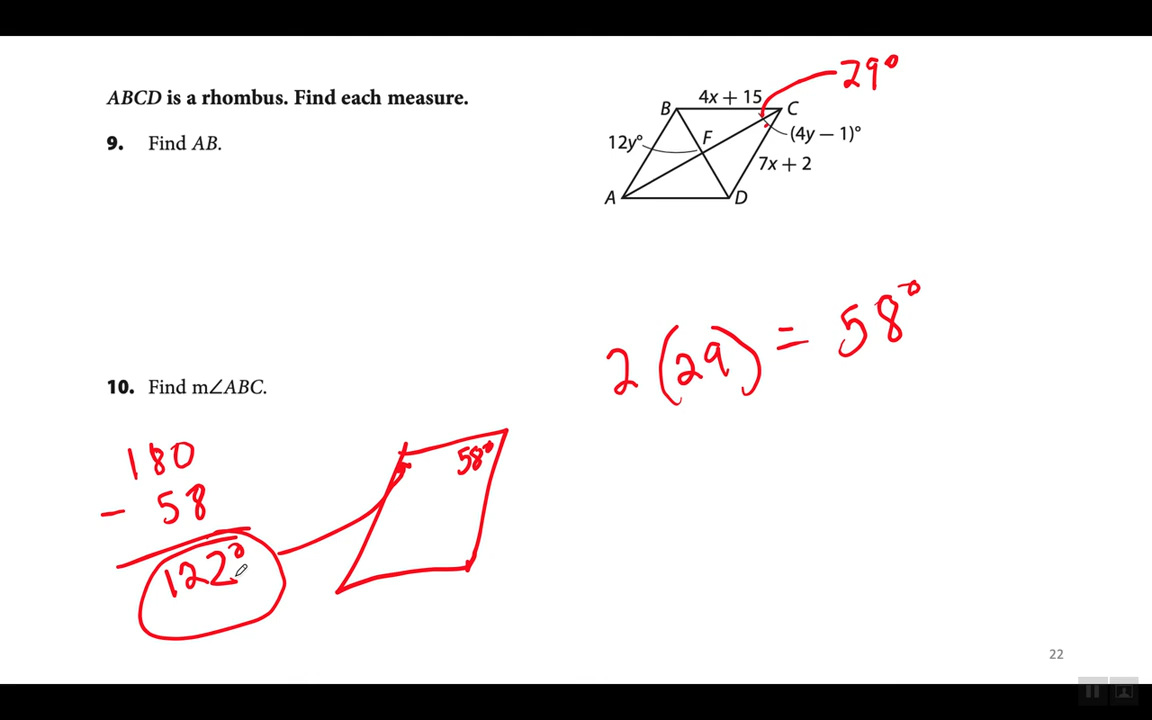 29°
ABCD is a rhombus. Find each measure.
4x + 15
B
C
9. Find AB.
12y°
F
(4y − 1)°
7x + 2
A
D
2 (29) = 58°
10. Find m∠ABC.
180
− 58
122°
58°
22